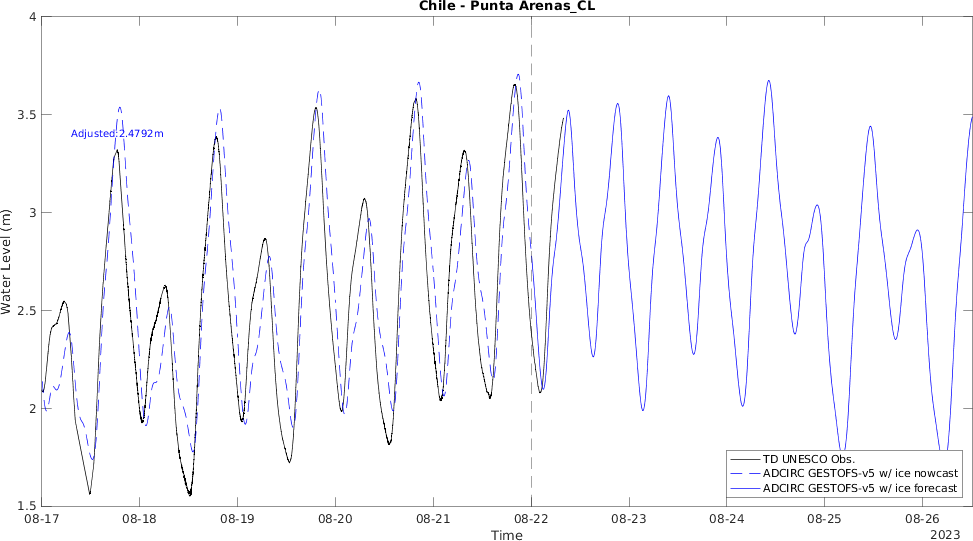 Chile - Punta Arenas_CL
4
3.5
3
2.5
2
1.5
Water Level (m)
Adjusted:2.4792m
TD UNESCO Obs.
ADCIRC GESTOFS-v5 w/ ice nowcast
ADCIRC GESTOFS-v5 w/ ice forecast
08-17 08-18 08-19 08-20 08-21 08-22 08-23 08-24 08-25 08-26
Time
2023